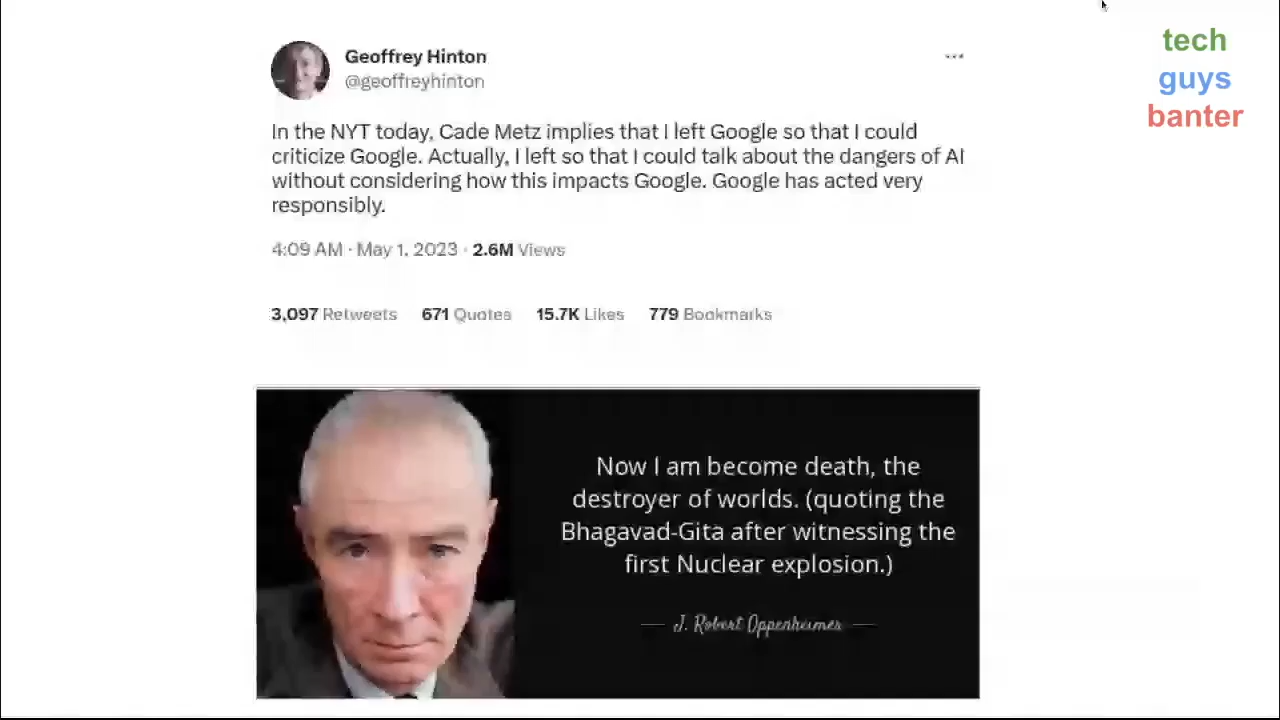 tech
guys
banter
Geoffrey Hinton
@geoffreyhinton
In the NYT today, Cade Metz implies that I left Google so that I could
criticize Google. Actually, I left so that I could talk about the dangers of AI
without considering how this impacts Google. Google has acted very
responsibly.
4:09 AM · May 1, 2023 · 2.6M Views
3,097 Retweets 671 Quotes 15.7K Likes 779 Bookmarks
Now I am become death, the
destroyer of worlds. (quoting the
Bhagavad-Gita after witnessing the
first Nuclear explosion.)
— J. Robert Oppenheimer —